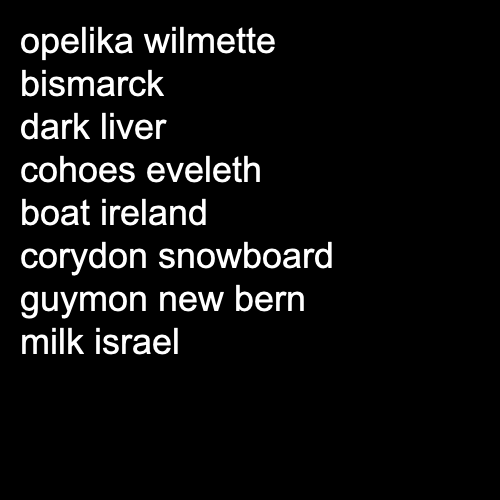 opelika wilmette
bismarck
dark liver
cohoes eveleth
boat ireland
corydon snowboard
guymon new bern
milk israel